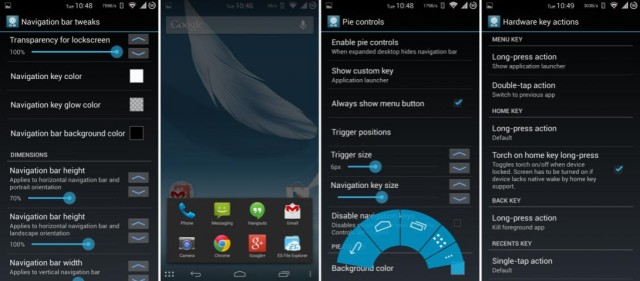 10:48 79B/s
Navigation bar tweaks
Transparency for lockscreen
100%
Navigation key color
Navigation key glow color
Navigation bar background color
DIMENSIONS
Navigation bar height
Applies to horizontal navigation bar and
portrait orientation
70%
Navigation bar height
Applies to horizontal navigation bar and
landscape orientation
100%
Navigation bar width
Applies to vertical navigation bar
Tue 10:46 0B/s
Google
Phone Messaging Hangouts Gmail
Camera Chrome Google+ ES File Explorer
Tue 10:48 179B/s
Pie controls
Enable pie controls
When expanded desktop hides navigation bar
Show custom key
Application launcher
Always show menu button
Trigger positions
Trigger size
6px
Navigation key size
Disable
Disables
Contr
PIE
Background color
Tue 10:49 303B/s
Hardware key actions
MENU KEY
Long-press action
Show application launcher
Double-tap action
Switch to previous app
HOME KEY
Long-press action
Default
Torch on home key long-press
Toggles torch on/off when device
locked. Screen has to be turned on if
device lacks native wake by home key
support.
BACK KEY
Long-press action
Kill foreground app
RECENTS KEY
Single-tap action
Default